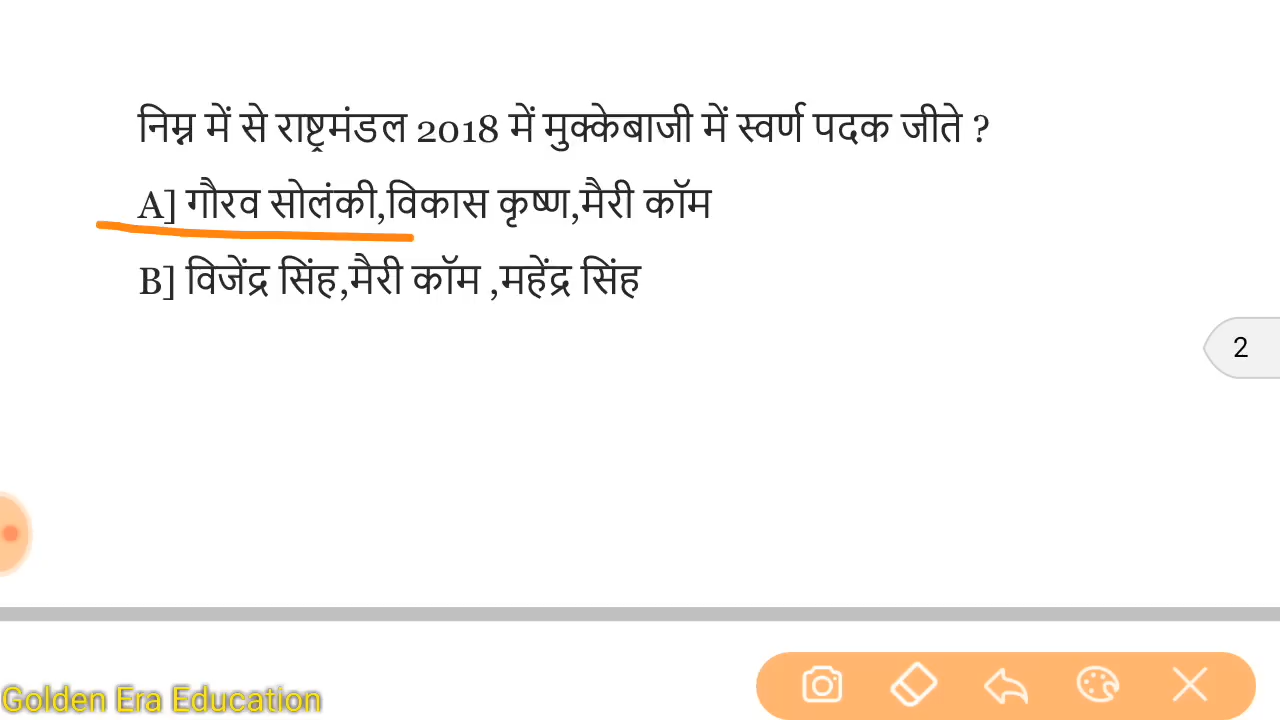 निम्न में से राष्ट्रमंडल 2018 में मुक्केबाजी में स्वर्ण पदक जीते ?
A] गौरव सोलंकी,विकास कृष्ण,मैरी कॉम
B] विजेंद्र सिंह,मैरी कॉम ,महेंद्र सिंह
2
Golden Era Education